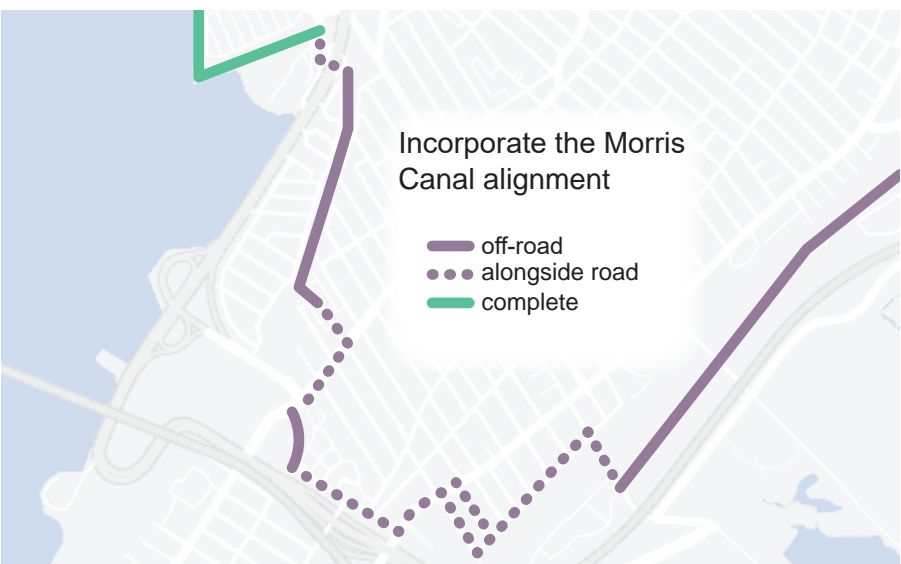 Incorporate the Morris
Canal alignment
off-road
alongside road
complete